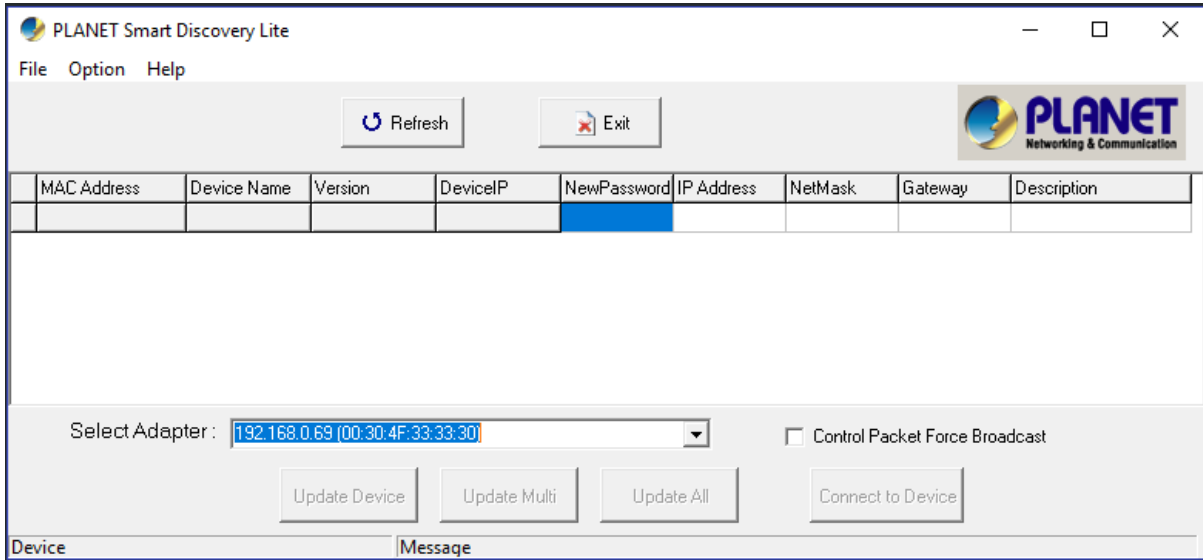 PLANET Smart Discovery Lite
File Option Help
Refresh Exit
PLANET
Networking & Communication
MAC Address Device Name Version DeviceIP NewPassword IP Address NetMask Gateway Description
Select Adapter : 192.168.0.69 (00:30:4F:33:33:30) Control Packet Force Broadcast
Update Device Update Multi Update All Connect to Device
Device Message